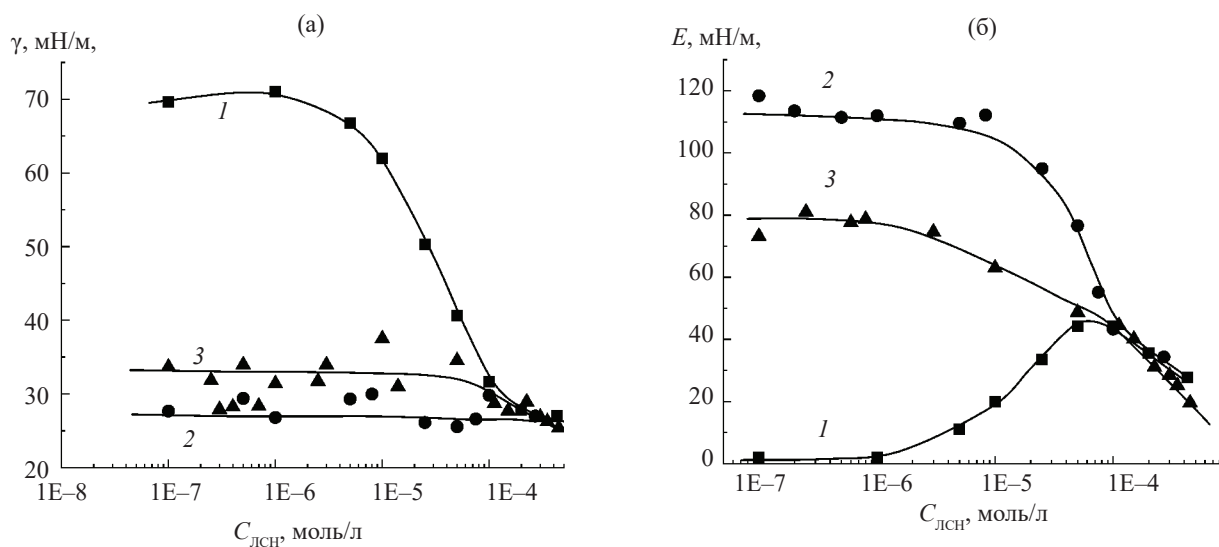 (а)
γ, мН/м,
70
60
50
40
30
20
1
3
2
1E–8
1E–7
1E–6
1E–5
1E–4
C_ЛСН, моль/л
(б)
E, мН/м,
120
100
80
60
40
20
0
2
3
1
1E–7
1E–6
1E–5
1E–4
C_ЛСН, моль/л